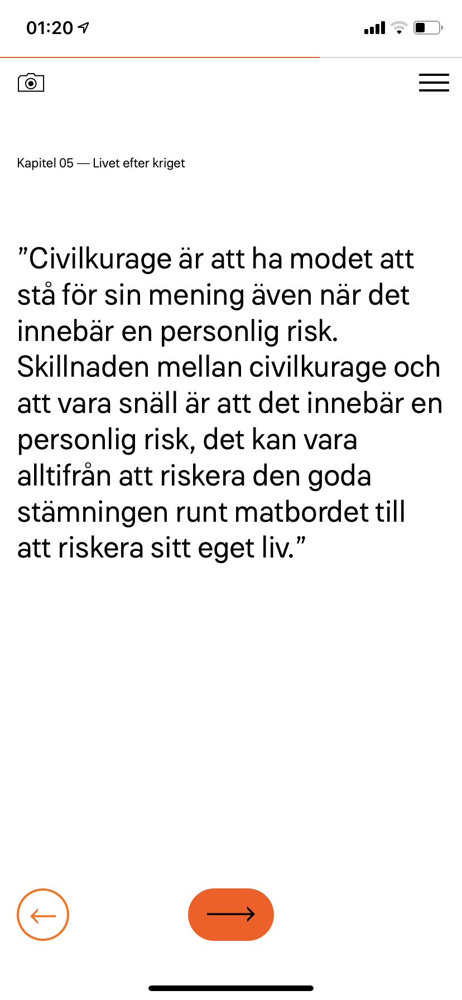 01:20
Kapitel 05 — Livet efter kriget
”Civilkurage är att ha modet att
stå för sin mening även när det
innebär en personlig risk.
Skillnaden mellan civilkurage och
att vara snäll är att det innebär en
personlig risk, det kan vara
alltifrån att riskera den goda
stämningen runt matbordet till
att riskera sitt eget liv.”